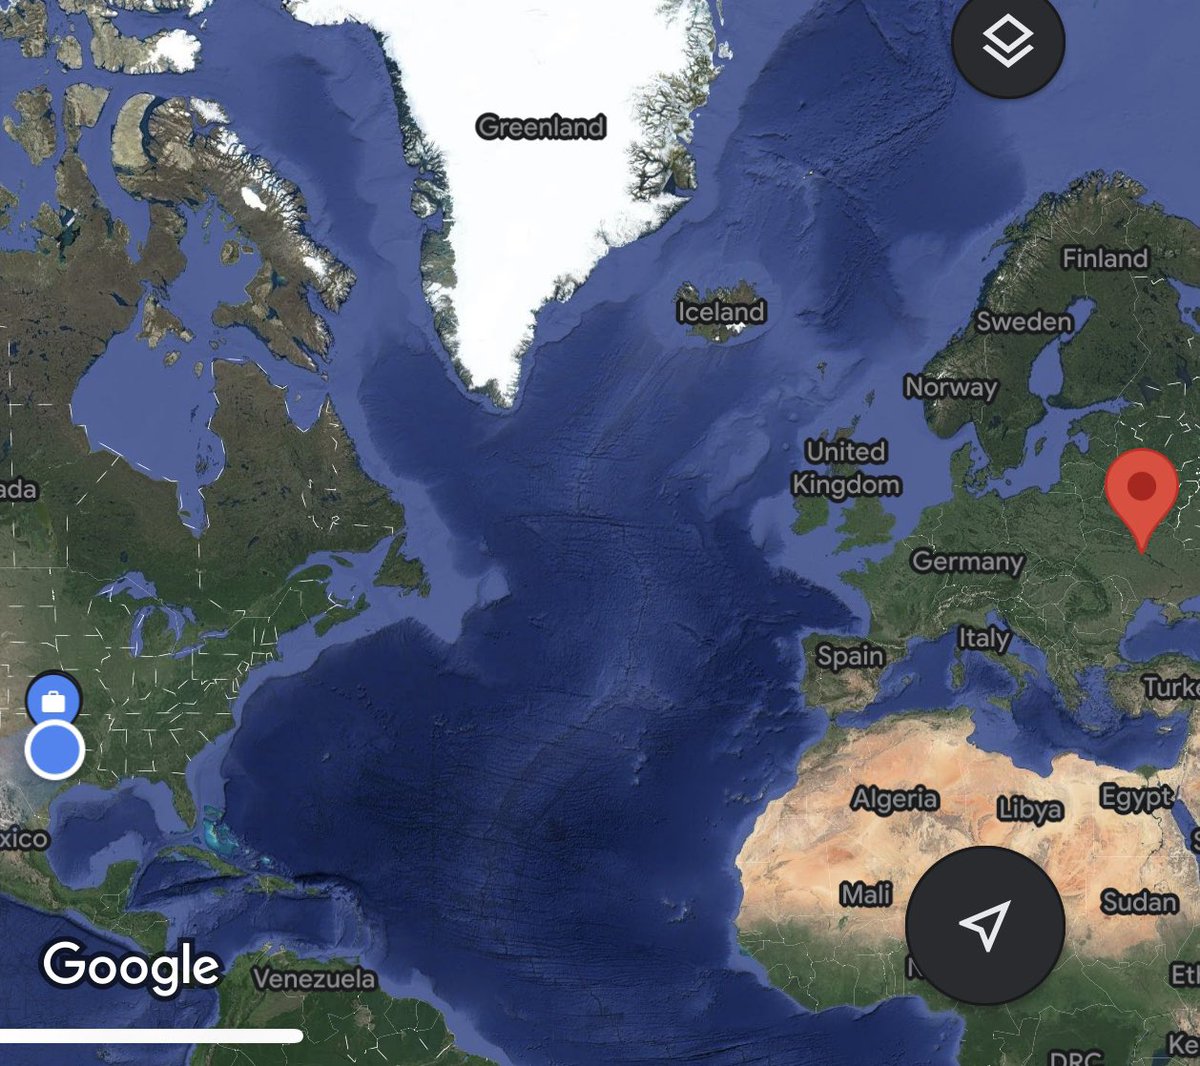 Greenland
Finland
Iceland
Sweden
Norway
United
Kingdom
ada
Germany
Italy
Spain
Turke
Algeria
Egypt
Libya
xico
Mali
Sudan
Google
Venezuela
Et
Ke
DRC